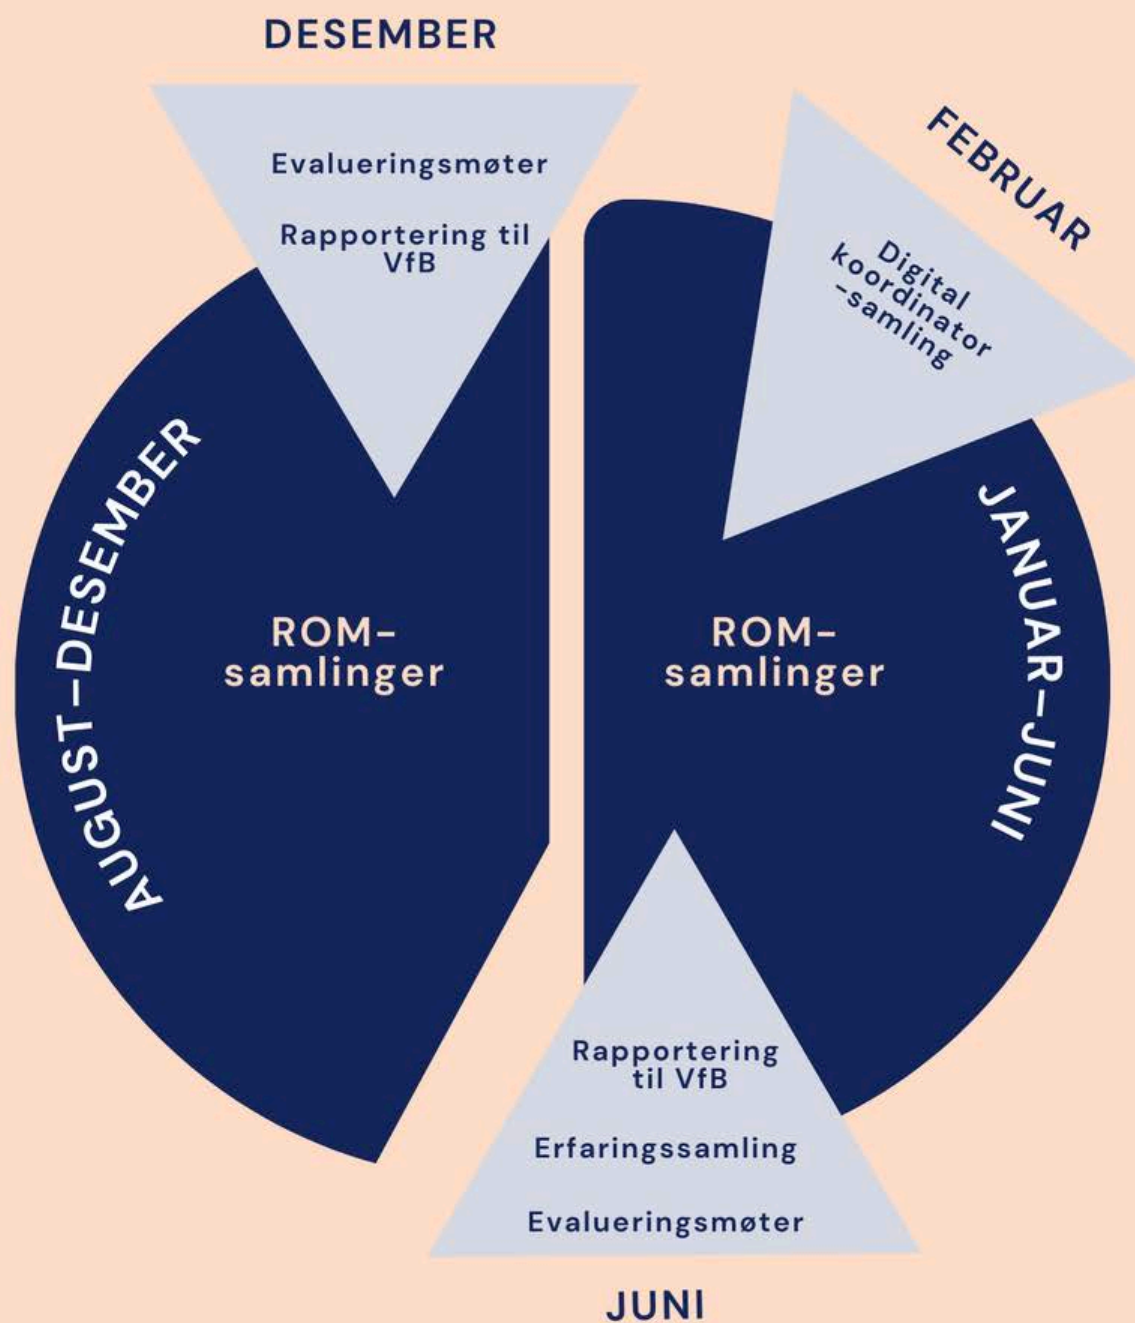 DESEMBER
Evalueringsmøter
Rapportering til
VfB
FEBRUAR
Digital
koordinator
-samling
AUGUST–DESEMBER
ROM-
samlinger
ROM-
samlinger
JANUAR–JUNI
Rapportering
til VfB
Erfaringssamling
Evalueringsmøter
JUNI